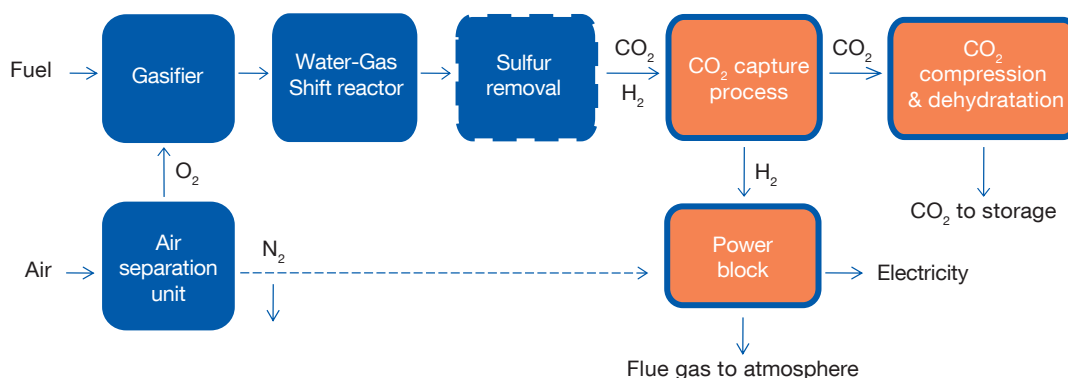 Fuel
Gasifier
Water-Gas
Shift reactor
Sulfur
removal
CO₂
H₂
CO₂ capture
process
CO₂
CO₂
compression
& dehydratation
O₂
H₂
CO₂ to storage
Air
Air
separation
unit
N₂
Power
block
Electricity
Flue gas to atmosphere